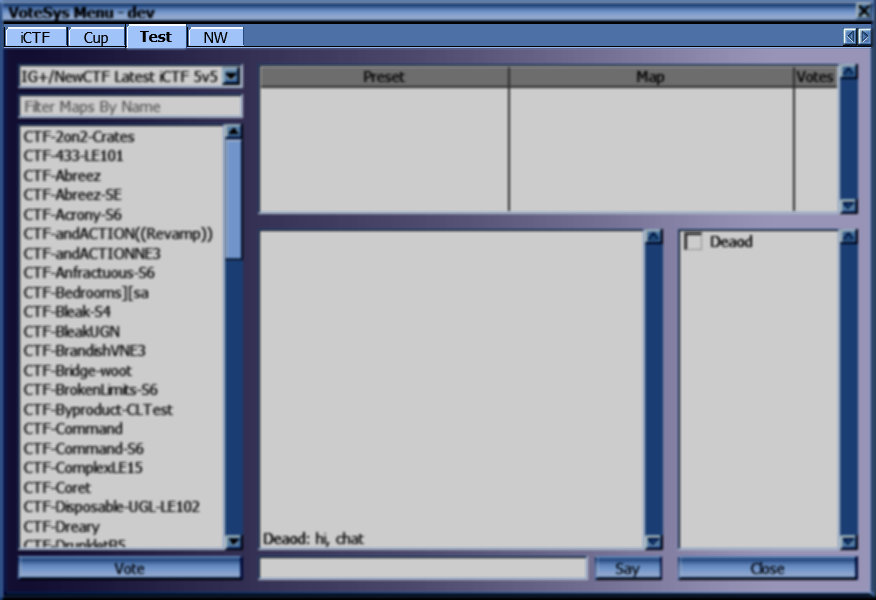 VoteSys Menu - dev
iCTF
Cup
Test
NW
IG+/NewCTF Latest iCTF 5v5
Filter Maps By Name
CTF-2on2-Crates
CTF-433-LE101
CTF-Abreez
CTF-Abreez-SE
CTF-Acrony-S6
CTF-andACTION((Revamp))
CTF-andACTIONNE3
CTF-Anfractuous-S6
CTF-Bedrooms][sa
CTF-Bleak-S4
CTF-BleakUGN
CTF-BrandishVNE3
CTF-Bridge-woot
CTF-BrokenLimits-S6
CTF-Byproduct-CLTest
CTF-Command
CTF-Command-S6
CTF-ComplexLE15
CTF-Coret
CTF-Disposable-UGL-LE102
CTF-Dreary
Vote
Preset
Map
Votes
Deaod: hi, chat
Say
Deaod
Close